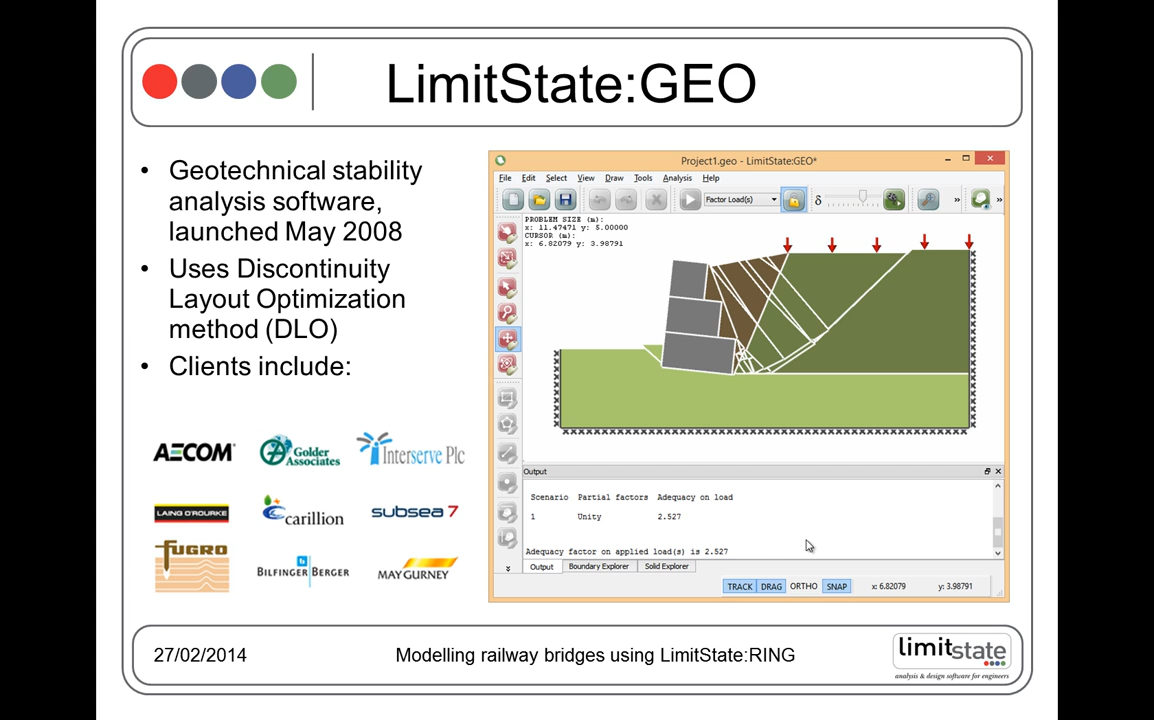 LimitState:GEO
• Geotechnical stability
analysis software,
launched May 2008
• Uses Discontinuity
Layout Optimization
method (DLO)
• Clients include:
AECOM
Golder
Associates
Interserve Plc
LAING O'ROURKE
Carillion
subsea 7
FUGRO
BILFINGER BERGER
MAY GURNEY
Project1.geo - LimitState:GEO*
File Edit Select View Draw Tools Analysis Help
Factor Load(s) δ » »
PROBLEM SIZE (m):
x: 11.47471 y: 5.00000
CURSOR (m):
x: 6.82079 y: 3.98791
Output
Scenario Partial factors Adequacy on load
1 Unity 2.527
Adequacy factor on applied load(s) is 2.527
Output Boundary Explorer Solid Explorer
TRACK DRAG ORTHO SNAP x: 6.82079 y: 3.98791
27/02/2014 Modelling railway bridges using LimitState:RING
limitstate
analysis & design software for engineers